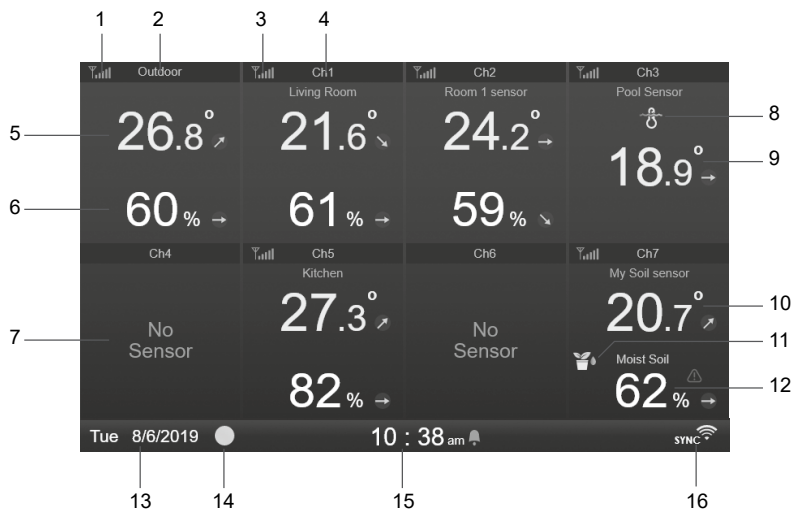 1 2 3 4
Outdoor Ch1 Ch2 Ch3
Living Room Room 1 sensor Pool Sensor
8
5 26.8° 21.6° 24.2°
18.9° 9
6 60% 61% 59%
Ch4 Ch5 Ch6 Ch7
Kitchen My Soil sensor
27.3° 20.7° 10
7 No Sensor No Sensor
11
Moist Soil
82% 62% 12
Tue 8/6/2019 10 : 38 am SYNC
13 14 15 16